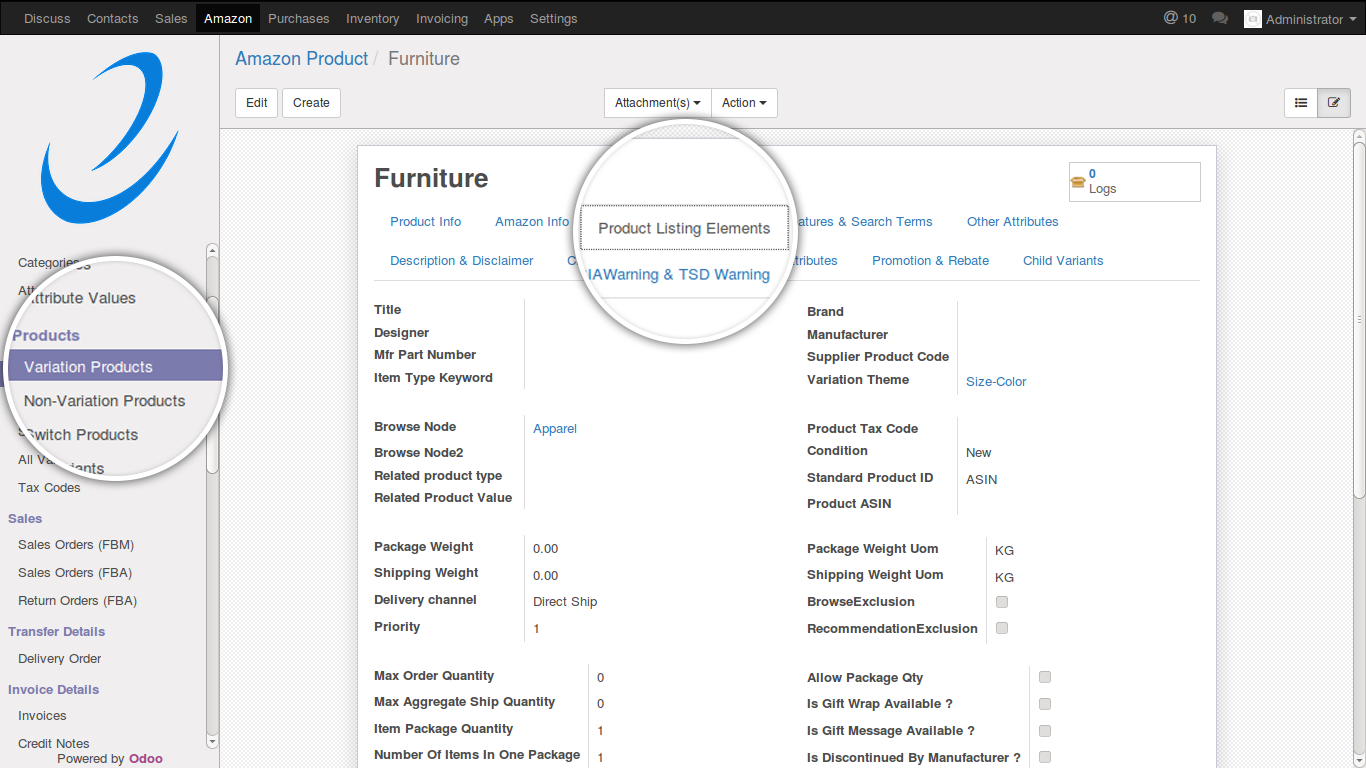 Discuss Contacts Sales Amazon Purchases Inventory Invoicing Apps Settings @ 10 Administrator
Amazon Product / Furniture
Edit Create Attachment(s) Action
Categories
Attribute Values
Products
Variation Products
Non-Variation Products
Switch Products
Tax Codes
Sales
Sales Orders (FBM)
Sales Orders (FBA)
Return Orders (FBA)
Transfer Details
Delivery Order
Invoice Details
Invoices
Credit Notes
Powered by Odoo
Furniture
0
Logs
Product Info Amazon Info Product Listing Elements & Search Terms Other Attributes
Description & Disclaimer Warning & TSD Warning Promotion & Rebate Child Variants
Title
Designer
Mfr Part Number
Item Type Keyword
Brand
Manufacturer
Supplier Product Code
Variation Theme Size-Color
Browse Node Apparel
Browse Node2
Related product type
Related Product Value
Product Tax Code
Condition New
Standard Product ID ASIN
Product ASIN
Package Weight 0.00
Shipping Weight 0.00
Delivery channel Direct Ship
Priority 1
Package Weight Uom KG
Shipping Weight Uom KG
BrowseExclusion
RecommendationExclusion
Max Order Quantity 0
Max Aggregate Ship Quantity 0
Item Package Quantity 1
Number Of Items In One Package 1
Allow Package Qty
Is Gift Wrap Available ?
Is Gift Message Available ?
Is Discontinued By Manufacturer ?